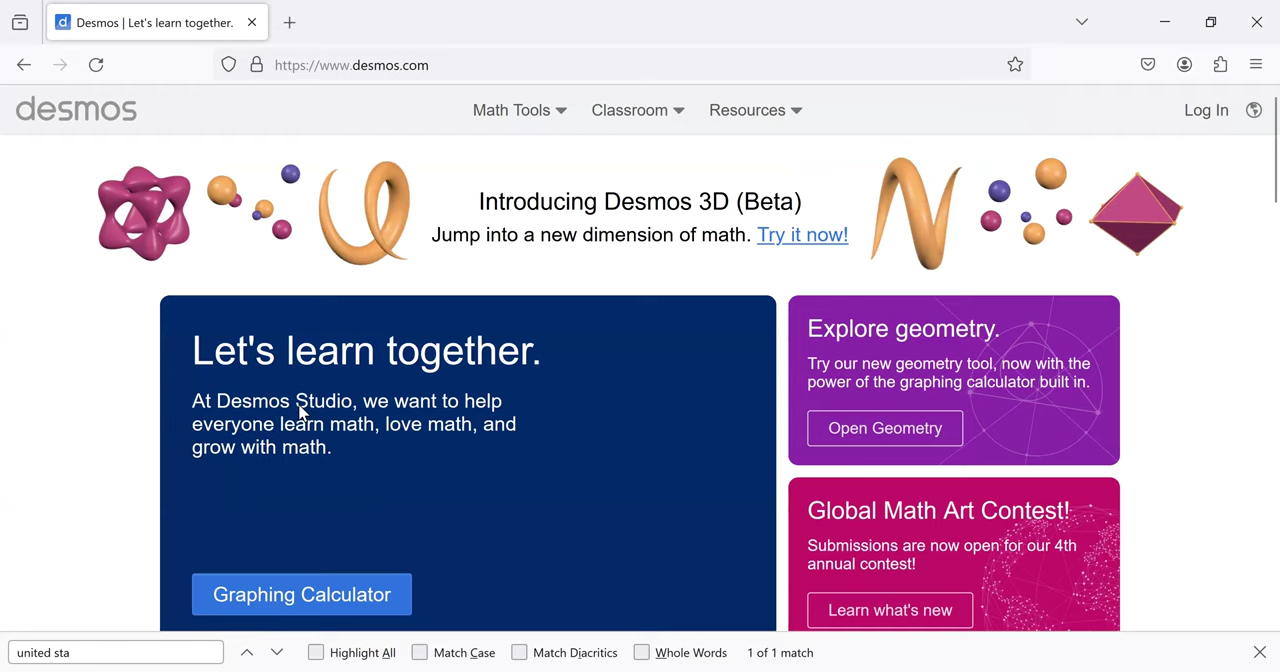 Desmos | Let's learn together.
https://www.desmos.com
desmos
Math Tools
Classroom
Resources
Log In
Introducing Desmos 3D (Beta)
Jump into a new dimension of math. Try it now!
Let's learn together.
At Desmos Studio, we want to help
everyone learn math, love math, and
grow with math.
Graphing Calculator
Explore geometry.
Try our new geometry tool, now with the
power of the graphing calculator built in.
Open Geometry
Global Math Art Contest!
Submissions are now open for our 4th
annual contest!
Learn what's new
united sta
Highlight All
Match Case
Match Diacritics
Whole Words
1 of 1 match